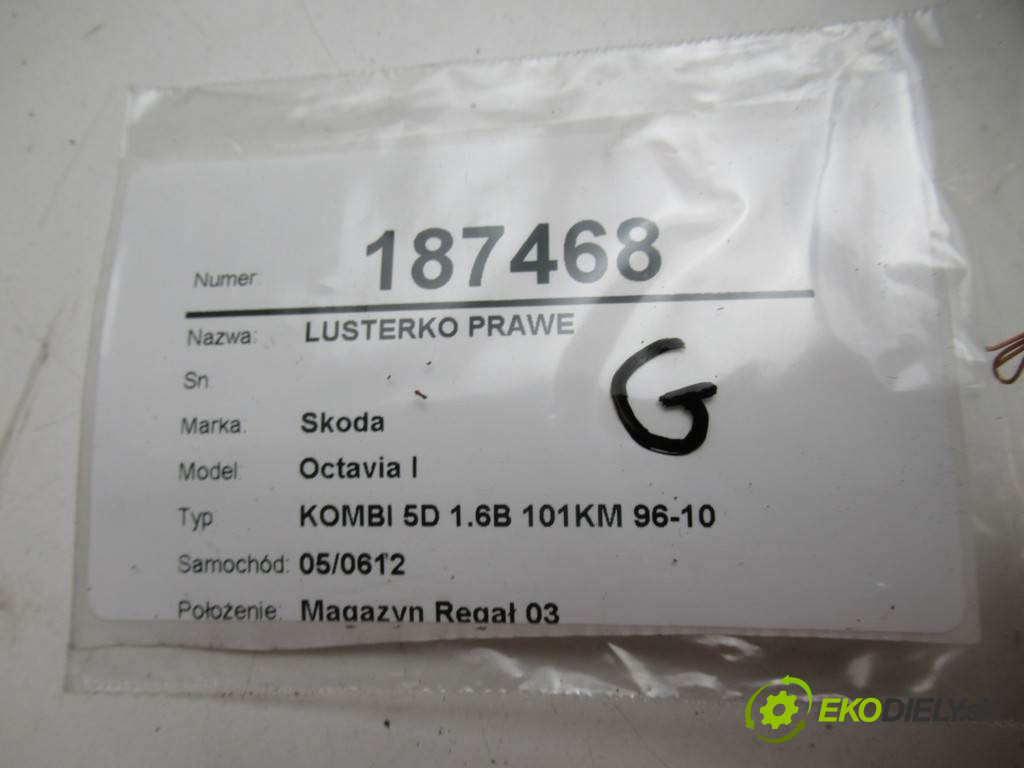 Numer: 187468
Nazwa: LUSTERKO PRAWE
Sn
G
Marka: Skoda
Model: Octavia I
Typ KOMBI 5D 1.6B 101KM 96-10
Samochód: 05/0612
Położenie: Magazyn Regał 03
EKODIELY.sk